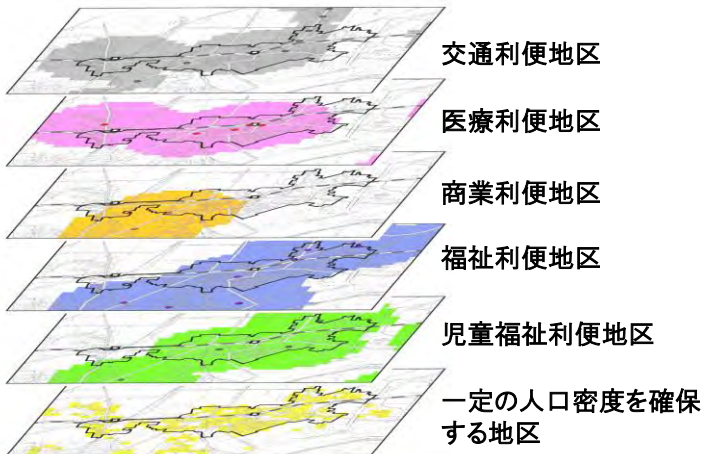 交通利便地区
医療利便地区
商業利便地区
福祉利便地区
児童福祉利便地区
一定の人口密度を確保
する地区